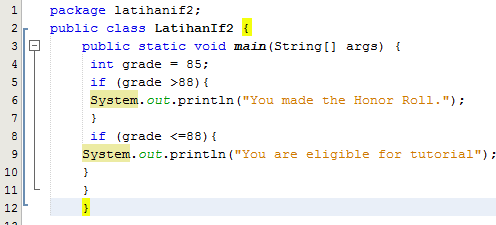 1 package latihanif2;
2 public class LatihanIf2 {
3 public static void main(String[] args) {
4 int grade = 85;
5 if (grade >88){
6 System.out.println("You made the Honor Roll.");
7 }
8 if (grade <=88){
9 System.out.println("You are eligible for tutorial");
10 }
11 }
12 }